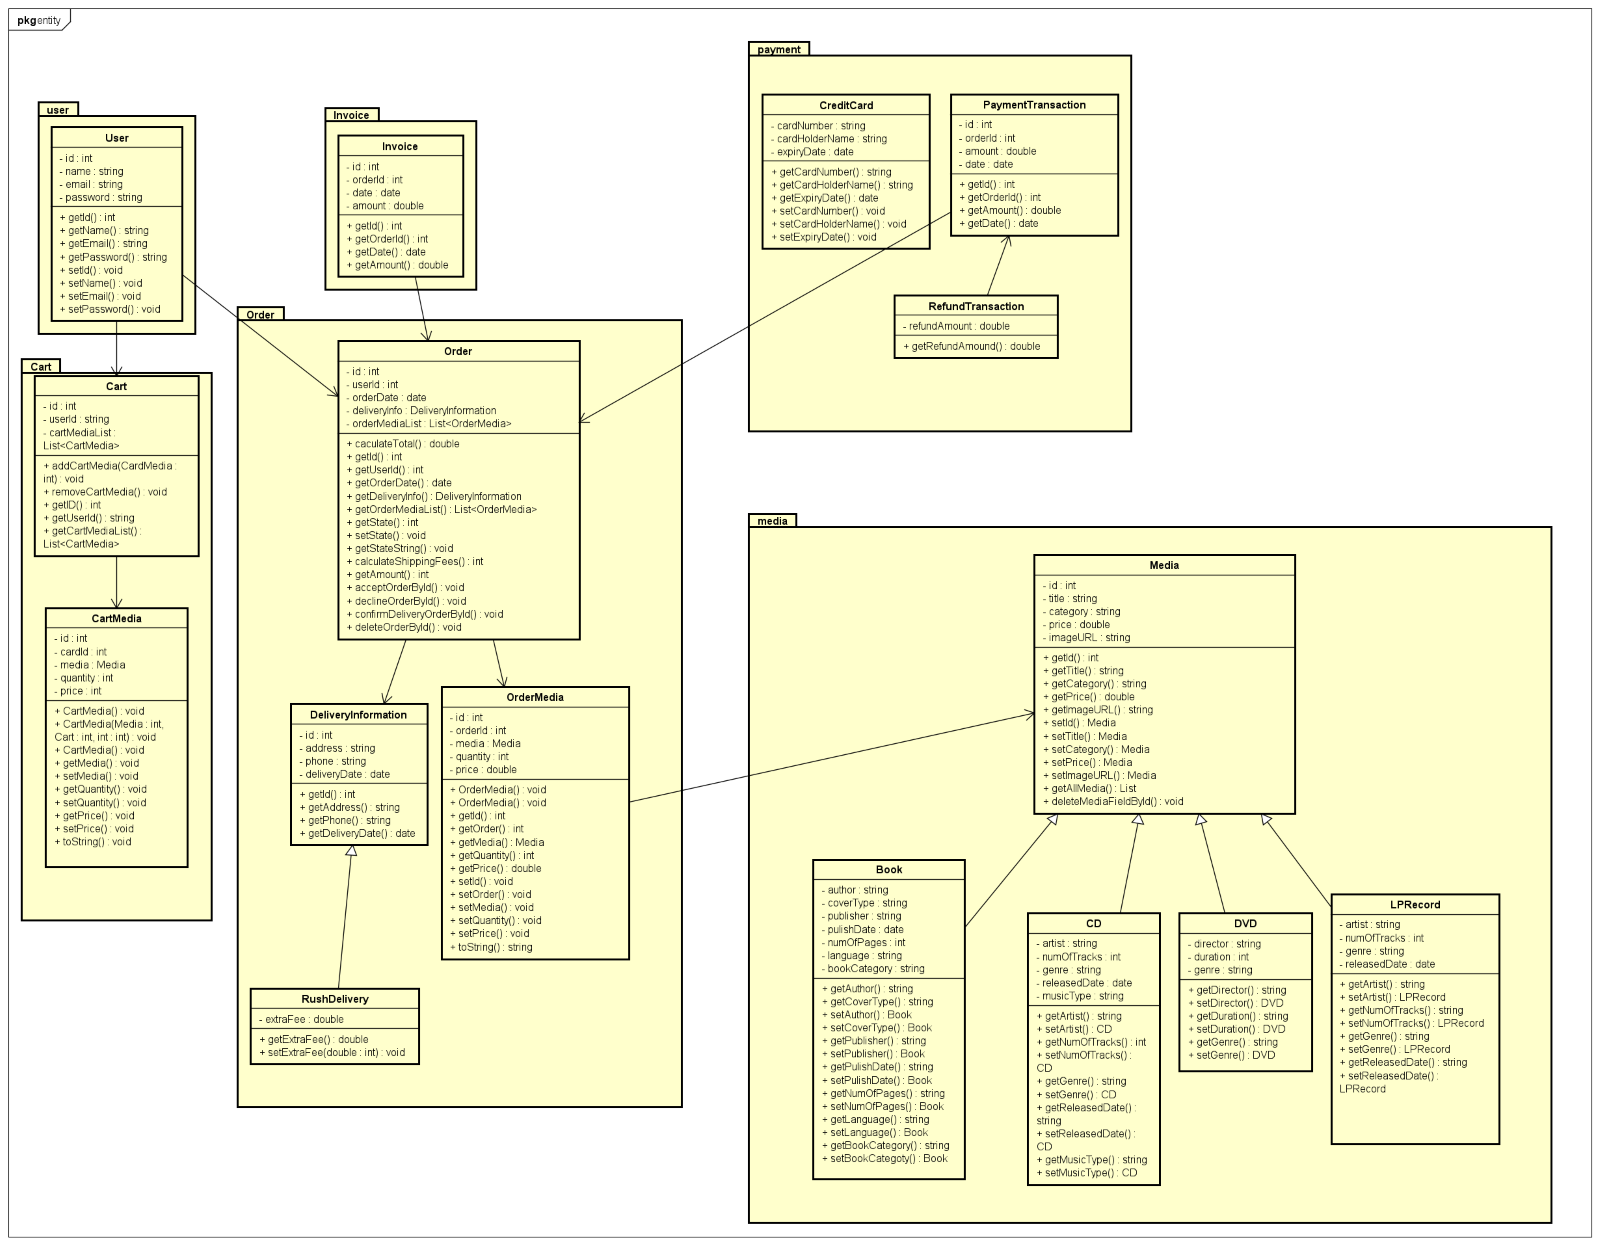 pkg entity
user
User
- id : int
- name : string
- email : string
- password : string
+ getId() : int
+ getName() : string
+ getEmail() : string
+ getPassword() : string
+ setId() : void
+ setName() : void
+ setEmail() : void
+ setPassword() : void
Invoice
Invoice
- id : int
- orderId : int
- date : date
- amount : double
+ getId() : int
+ getOrderId() : int
+ getDate() : date
+ getAmount() : double
payment
CreditCard
- cardNumber : string
- cardHolderName : string
- expiryDate : date
+ getCardNumber() : string
+ getCardHolderName() : string
+ getExpiryDate() : date
+ setCardNumber() : void
+ setCardHolderName() : void
+ setExpiryDate() : void
PaymentTransaction
- id : int
- orderId : int
- amount : double
- date : date
+ getId() : int
+ getOrderId() : int
+ getAmount() : double
+ getDate() : date
RefundTransaction
- refundAmount : double
+ getRefundAmound() : double
Cart
Cart
- id : int
- userId : string
- cartMediaList :
List<CartMedia>
+ addCartMedia(CardMedia :
int) : void
+ removeCartMedia() : void
+ getID() : int
+ getUserId() : string
+ getCartMediaList() :
List<CartMedia>
CartMedia
- id : int
- cardId : int
- media : Media
- quantity : int
- price : int
+ CartMedia() : void
+ CartMedia(Media : int,
Cart : int, int : int) : void
+ CartMedia() : void
+ getMedia() : void
+ setMedia() : void
+ getQuantity() : void
+ setQuantity() : void
+ getPrice() : void
+ setPrice() : void
+ toString() : void
Order
Order
- id : int
- userId : int
- orderDate : date
- deliveryInfo : DeliveryInformation
- orderMediaList : List<OrderMedia>
+ caculateTotal() : double
+ getId() : int
+ getUserId() : int
+ getOrderDate() : date
+ getDeliveryInfo() : DeliveryInformation
+ getOrderMediaList() : List<OrderMedia>
+ getState() : int
+ setState() : void
+ getStateString() : void
+ calculateShippingFees() : int
+ getAmount() : int
+ acceptOrderById() : void
+ declineOrderById() : void
+ confirmDeliveryOrderById() : void
+ deleteOrderById() : void
DeliveryInformation
- id : int
- address : string
- phone : string
- deliveryDate : date
+ getId() : int
+ getAddress() : string
+ getPhone() : string
+ getDeliveryDate() : date
OrderMedia
- id : int
- orderId : int
- media : Media
- quantity : int
- price : double
+ OrderMedia() : void
+ OrderMedia() : void
+ getId() : int
+ getOrder() : int
+ getMedia() : Media
+ getQuantity() : int
+ getPrice() : double
+ setId() : void
+ setOrder() : void
+ setMedia() : void
+ setQuantity() : void
+ setPrice() : void
+ toString() : string
RushDelivery
- extraFee : double
+ getExtraFee() : double
+ setExtraFee(double : int) : void
media
Media
- id : int
- title : string
- category : string
- price : double
- imageURL : string
+ getId() : int
+ getTitle() : string
+ getCategory() : string
+ getPrice() : double
+ getImageURL() : string
+ setId() : Media
+ setTitle() : Media
+ setCategory() : Media
+ setPrice() : Media
+ setImageURL() : Media
+ getAllMedia() : List
+ deleteMediaFieldById() : void
Book
- author : string
- coverType : string
- publisher : string
- pulishDate : date
- numOfPages : int
- language : string
- bookCategory : string
+ getAuthor() : string
+ getCoverType() : string
+ setAuthor() : Book
+ setCoverType() : Book
+ getPublisher() : string
+ setPublisher() : Book
+ getPulishDate() : string
+ setPulishDate() : Book
+ getNumOfPages() : string
+ setNumOfPages() : Book
+ getLanguage() : string
+ setLanguage() : Book
+ getBookCategory() : string
+ setBookCategoty() : Book
CD
- artist : string
- numOfTracks : int
- genre : string
- releasedDate : date
- musicType : string
+ getArtist() : string
+ setArtist() : CD
+ getNumOfTracks() : int
+ setNumOfTracks() :
CD
+ getGenre() : string
+ setGenre() : CD
+ getReleasedDate() :
string
+ setReleasedDate() :
CD
+ getMusicType() : string
+ setMusicType() : CD
DVD
- director : string
- duration : int
- genre : string
+ getDirector() : string
+ setDirector() : DVD
+ getDuration() : string
+ setDuration() : DVD
+ getGenre() : string
+ setGenre() : DVD
LPRecord
- artist : string
- numOfTracks : int
- genre : string
- releasedDate : date
+ getArtist() : string
+ setArtist() : LPRecord
+ getNumOfTracks() : string
+ setNumOfTracks() : LPRecord
+ getGenre() : string
+ setGenre() : LPRecord
+ getReleasedDate() : string
+ setReleasedDate() :
LPRecord